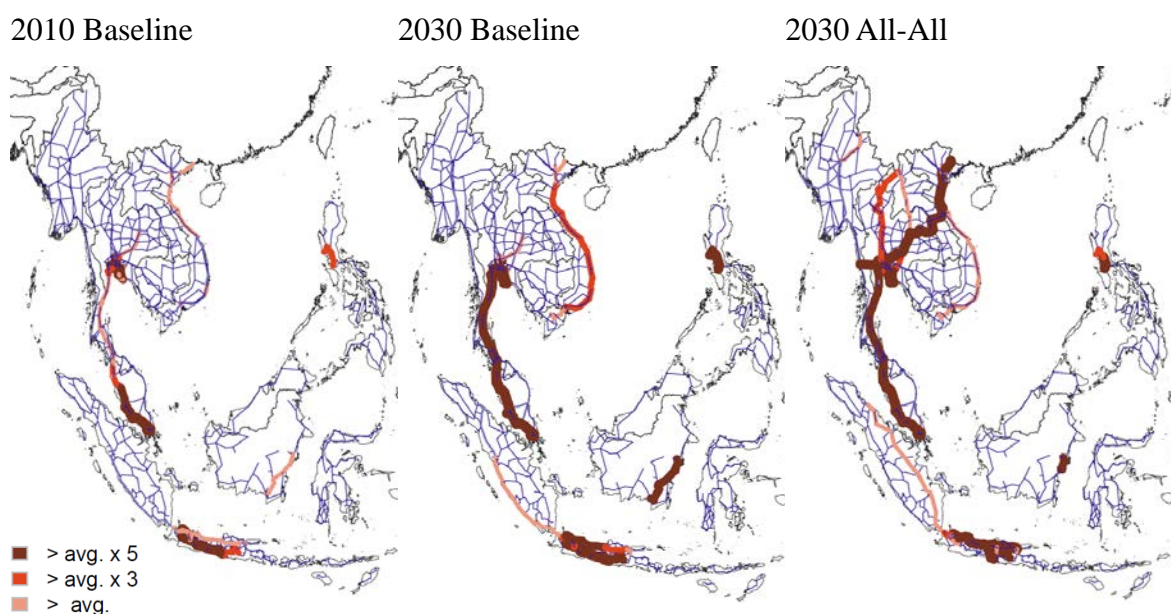 2010 Baseline
2030 Baseline
2030 All-All
> avg. x 5
> avg. x 3
> avg.